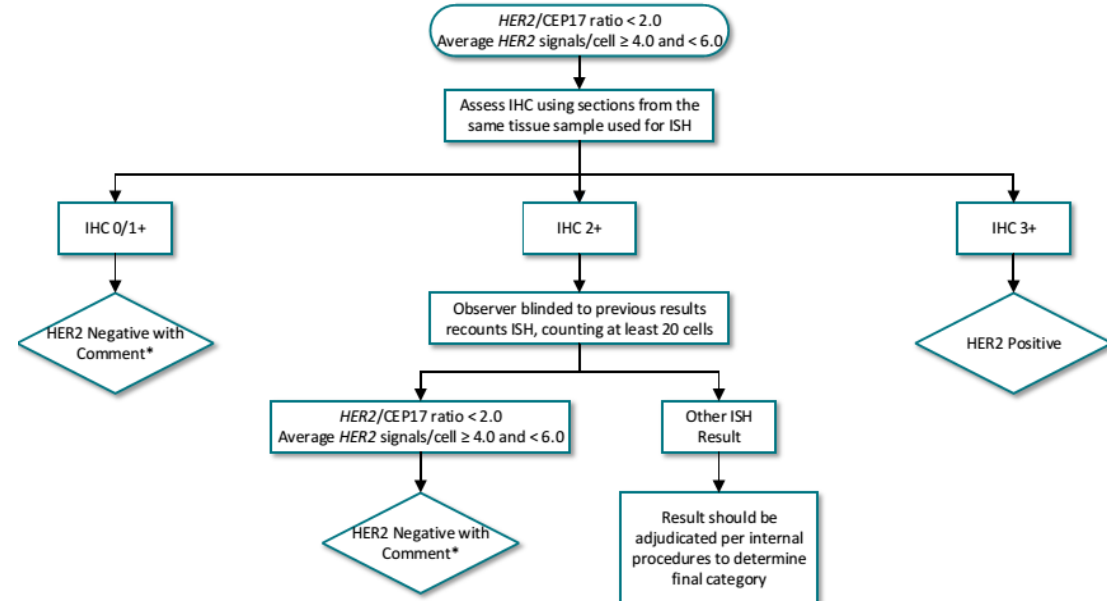 HER2/CEP17 ratio < 2.0
Average HER2 signals/cell ≥ 4.0 and < 6.0
Assess IHC using sections from the
same tissue sample used for ISH
IHC 0/1+
IHC 2+
IHC 3+
HER2 Negative with
Comment*
Observer blinded to previous results
recounts ISH, counting at least 20 cells
HER2 Positive
HER2/CEP17 ratio < 2.0
Average HER2 signals/cell ≥ 4.0 and < 6.0
Other ISH
Result
HER2 Negative with
Comment*
Result should be
adjudicated per internal
procedures to determine
final category